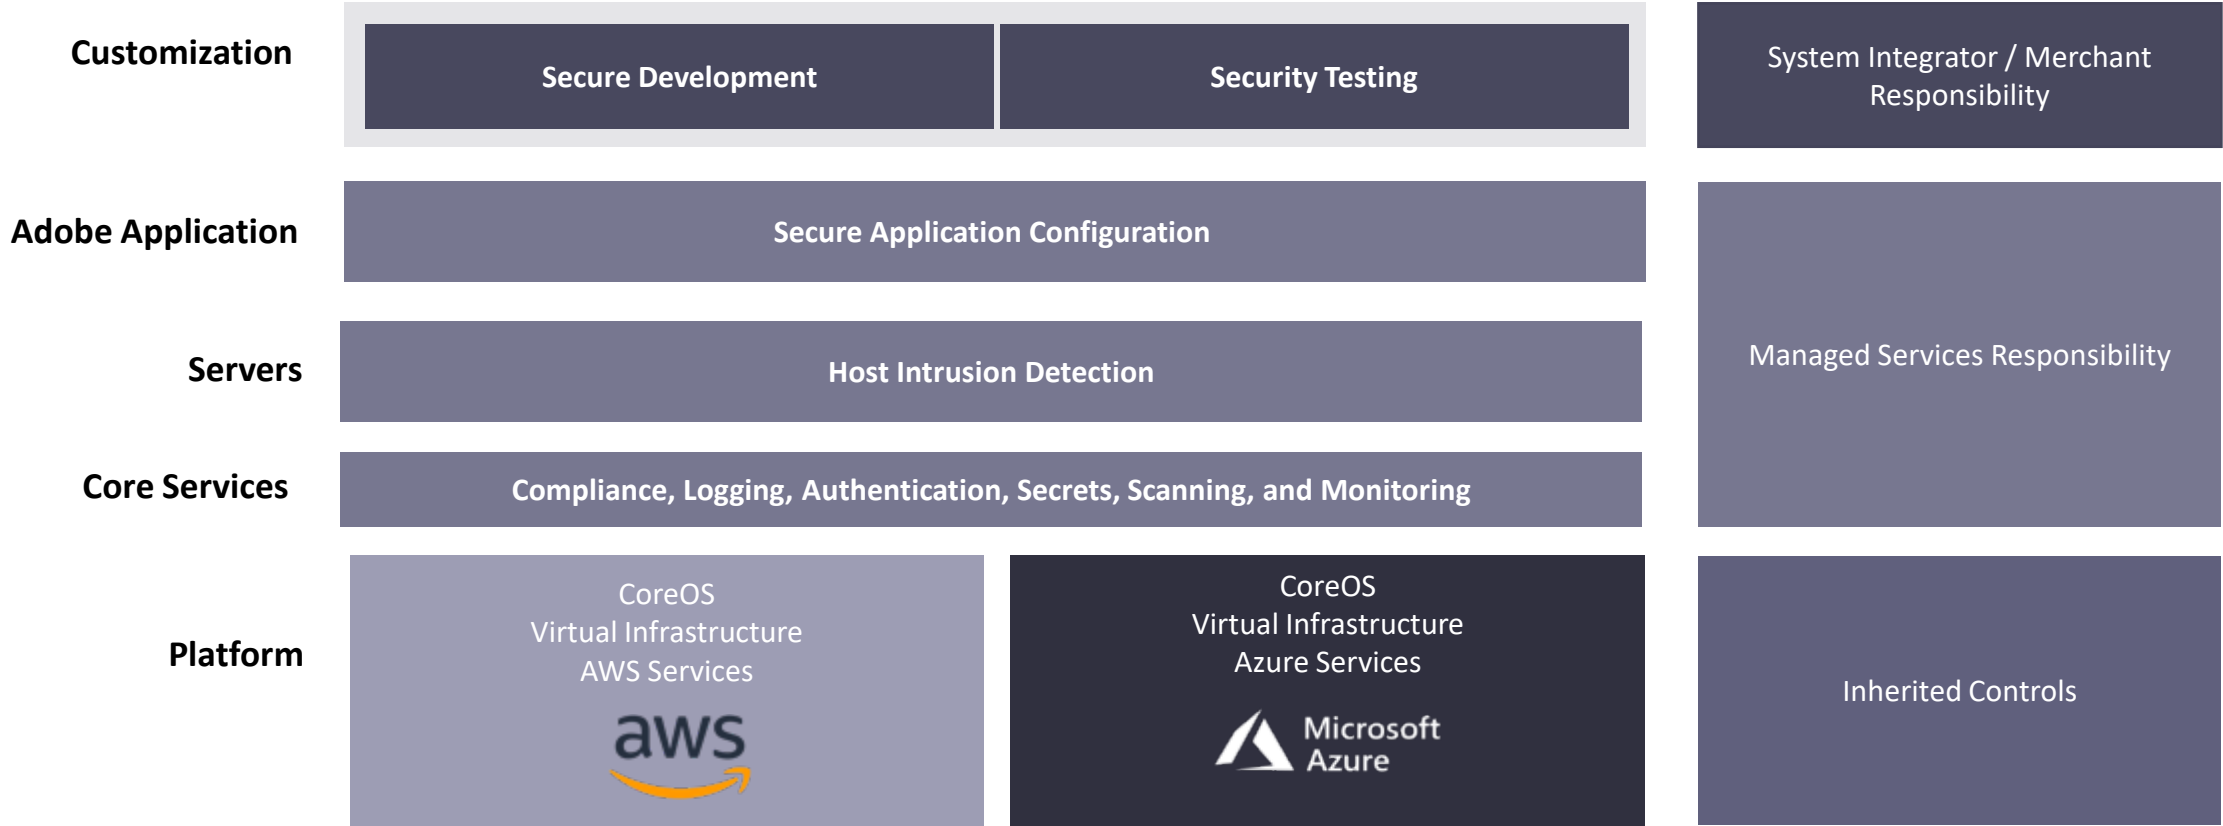 Customization
Secure Development
Security Testing
System Integrator / Merchant
Responsibility
Adobe Application
Secure Application Configuration
Servers
Host Intrusion Detection
Managed Services Responsibility
Core Services
Compliance, Logging, Authentication, Secrets, Scanning, and Monitoring
Platform
CoreOS
Virtual Infrastructure
AWS Services
aws
CoreOS
Virtual Infrastructure
Azure Services
Microsoft
Azure
Inherited Controls